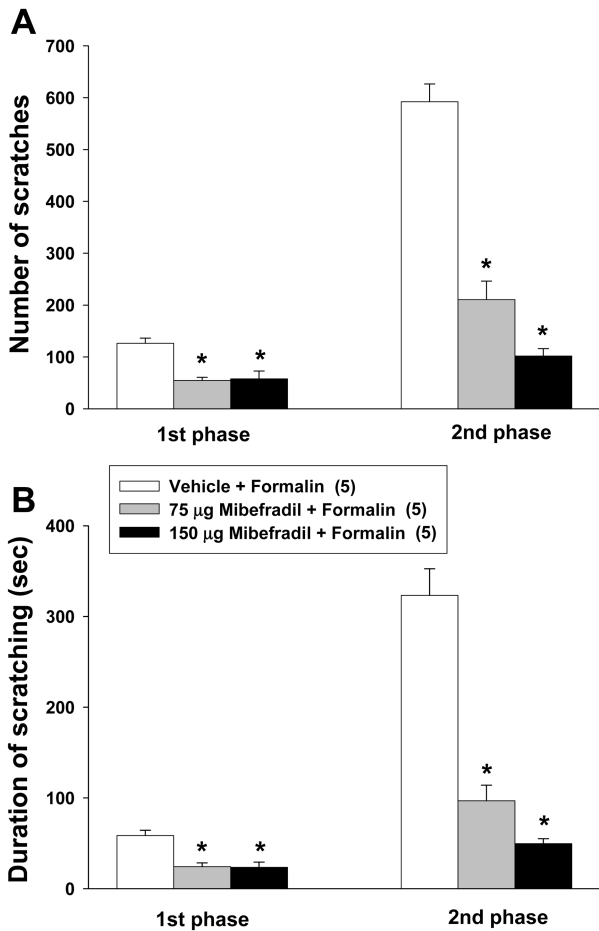 A
Number of scratches
700
600
500
400
300
200
100
0
*
*
*
*
1st phase
2nd phase
B
Vehicle + Formalin (5)
75 µg Mibefradil + Formalin (5)
150 µg Mibefradil + Formalin (5)
Duration of scratching (sec)
400
300
200
100
0
*
*
*
*
1st phase
2nd phase